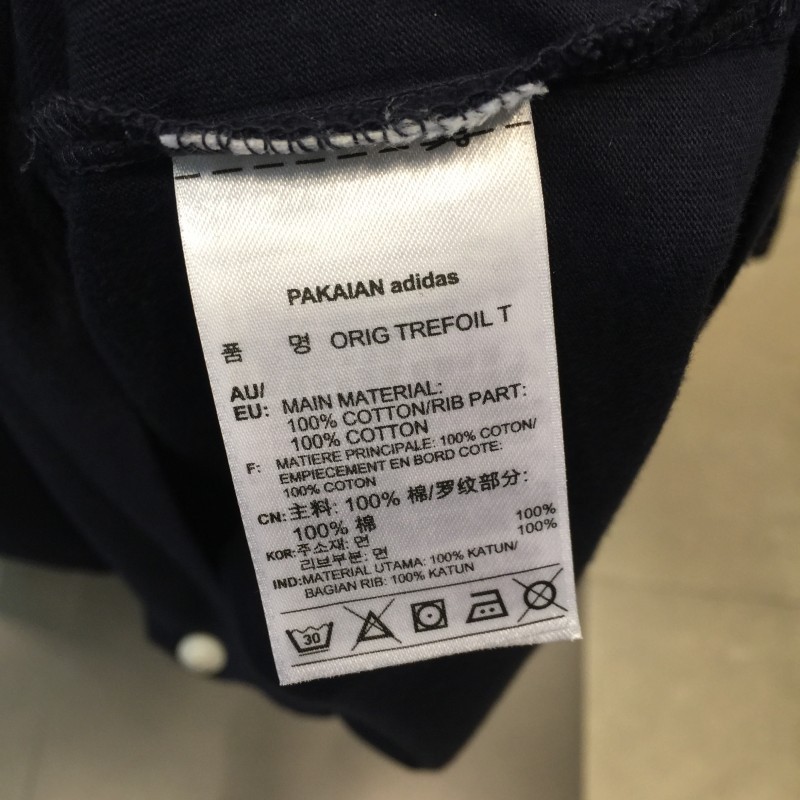 PAKAIAN adidas
품 명 ORIG TREFOIL T
AU/
EU: MAIN MATERIAL:
100% COTTON/RIB PART:
100% COTTON
F: MATIERE PRINCIPALE: 100% COTON/
EMPIECEMENT EN BORD COTE:
100% COTON
CN: 主料: 100% 棉/罗纹部分:
100% 棉
KOR: 주소재: 면 100%
리브부분: 면 100%
IND: MATERIAL UTAMA: 100% KATUN/
BAGIAN RIB: 100% KATUN
30